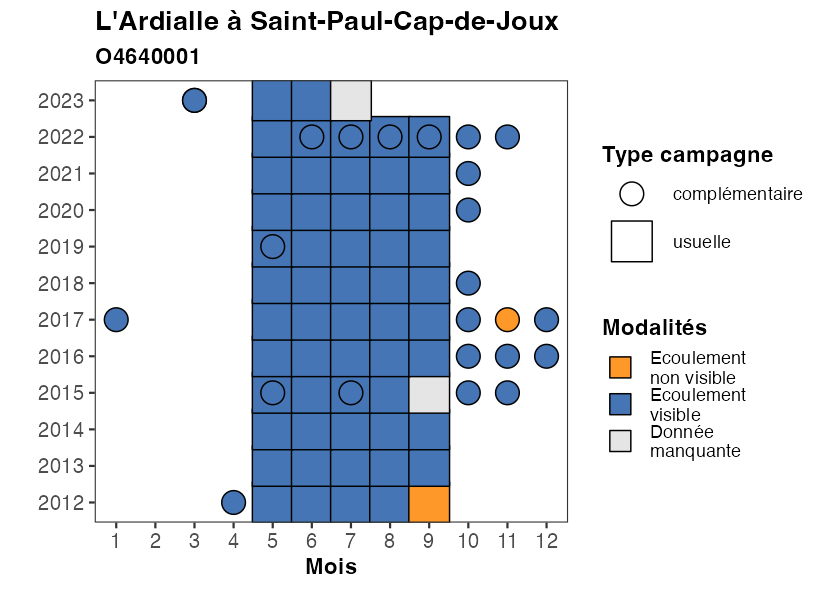 L'Ardialle à Saint-Paul-Cap-de-Joux
O4640001
2023
2022
2021
2020
2019
2018
2017
2016
2015
2014
2013
2012
1 2 3 4 5 6 7 8 9 10 11 12
Mois
Type campagne
complémentaire
usuelle
Modalités
Ecoulement
non visible
Ecoulement
visible
Donnée
manquante